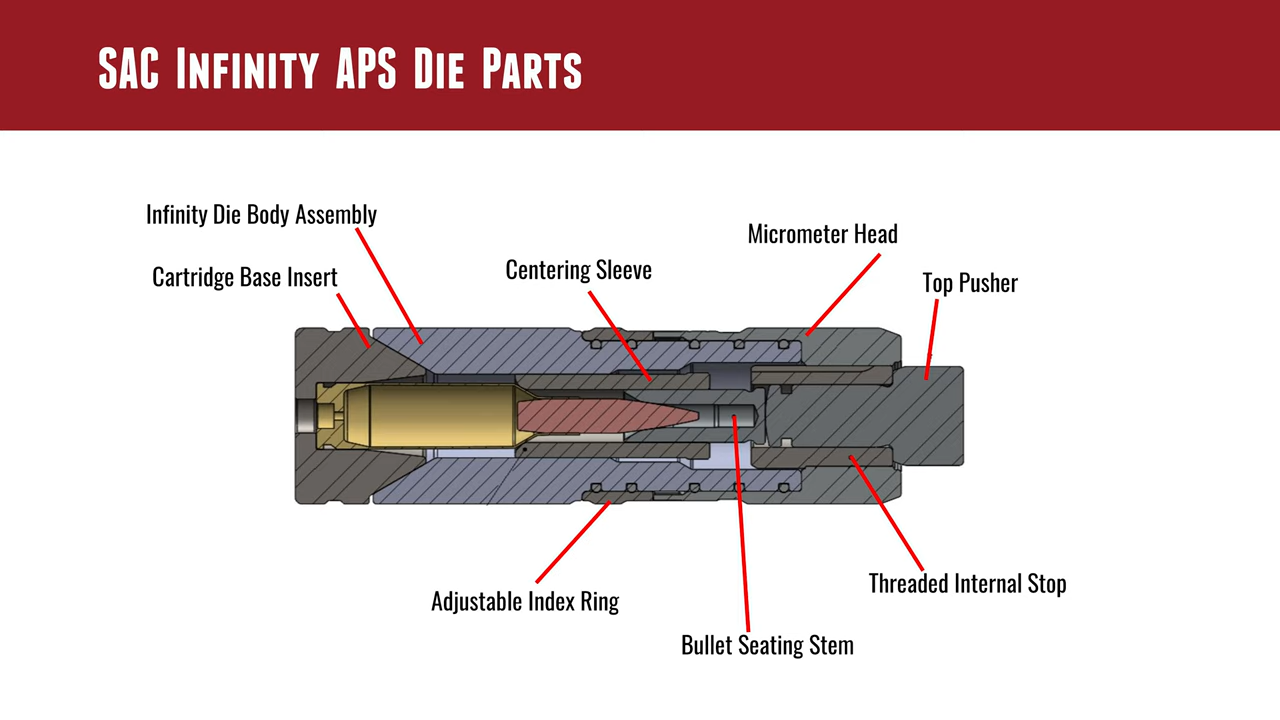 SAC Infinity APS Die Parts
Infinity Die Body Assembly
Cartridge Base Insert
Centering Sleeve
Micrometer Head
Top Pusher
Adjustable Index Ring
Threaded Internal Stop
Bullet Seating Stem